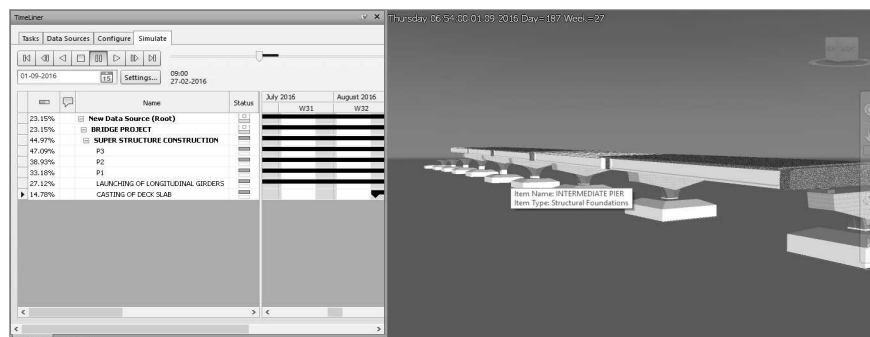 TimeLiner
Tasks Data Sources Configure Simulate
01-09-2016 15 Settings... 09:00
27-02-2016
Name Status
July 2016 August 2016
W31 W32
23.15% New Data Source (Root)
23.15% BRIDGE PROJECT
44.97% SUPER STRUCTURE CONSTRUCTION
47.09% P3
38.93% P2
33.18% P1
27.12% LAUNCHING OF LONGITUDINAL GIRDERS
14.78% CASTING OF DECK SLAB
Thursday 06:54:00 01-09-2016 Day=187 Week=27
Item Name: INTERMEDIATE PIER
Item Type: Structural Foundations